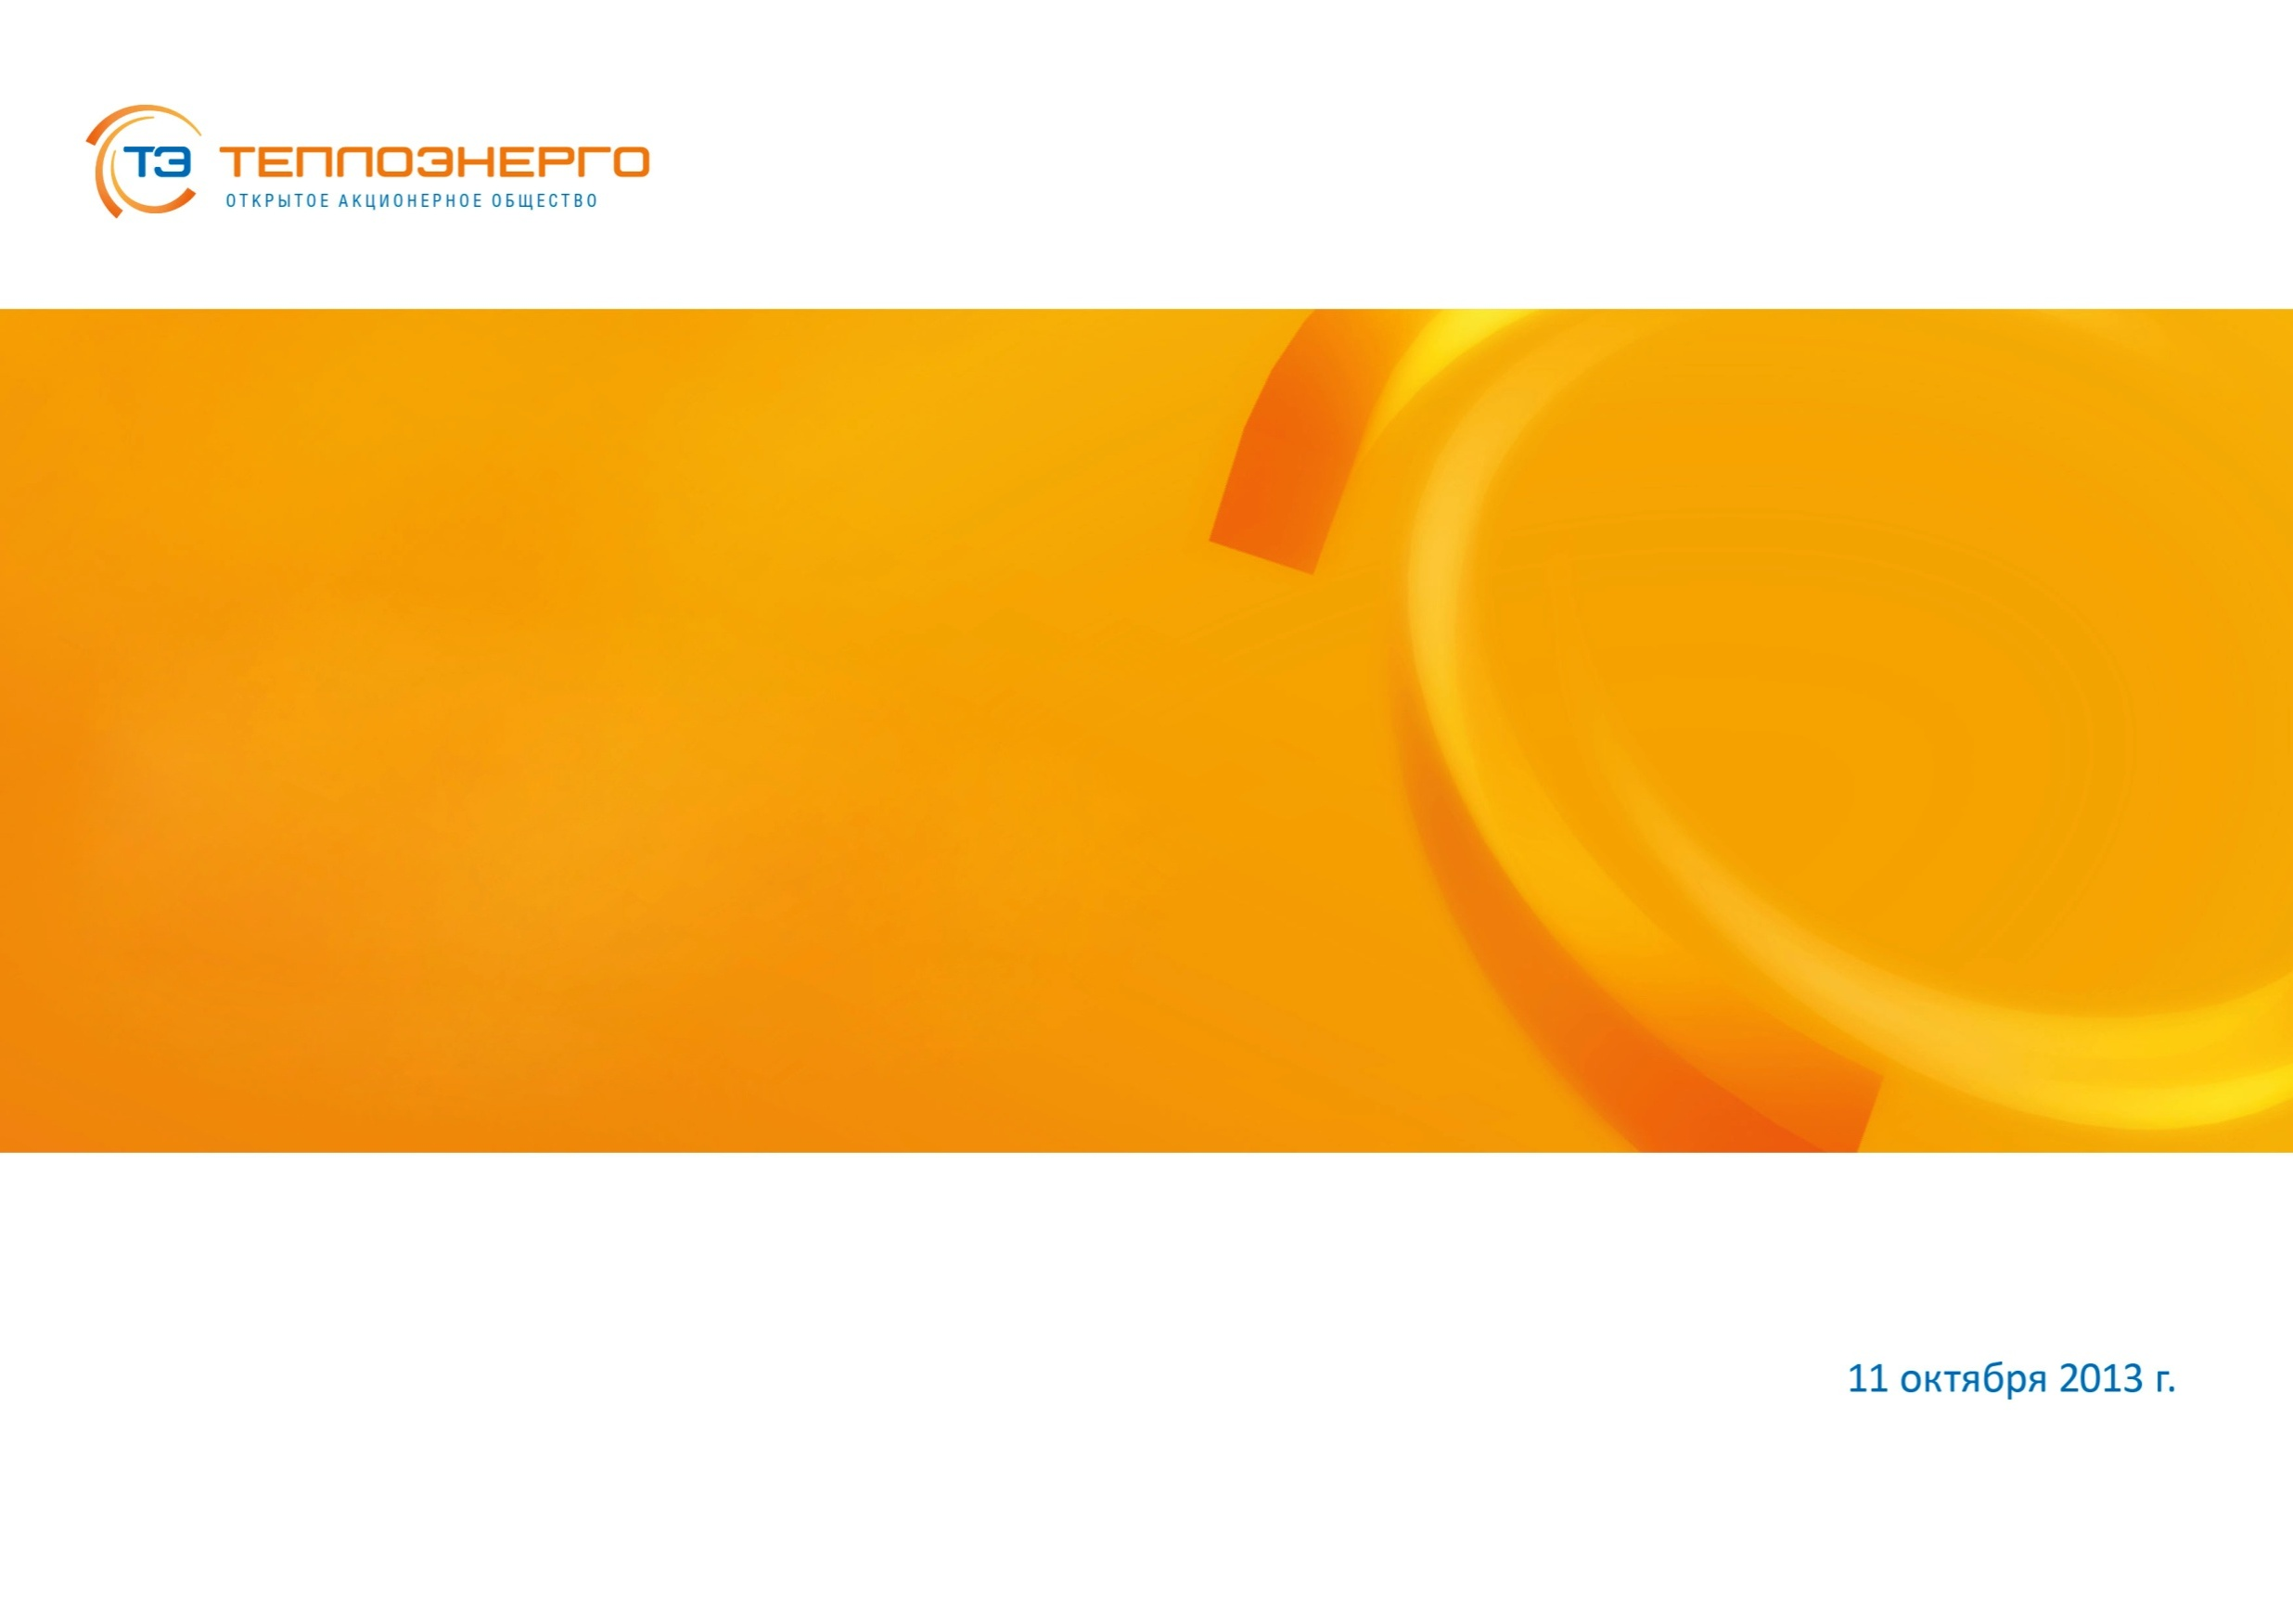 ТЭ ТЕПЛОЭНЕРГО
ОТКРЫТОЕ АКЦИОНЕРНОЕ ОБЩЕСТВО
11 октября 2013 г.